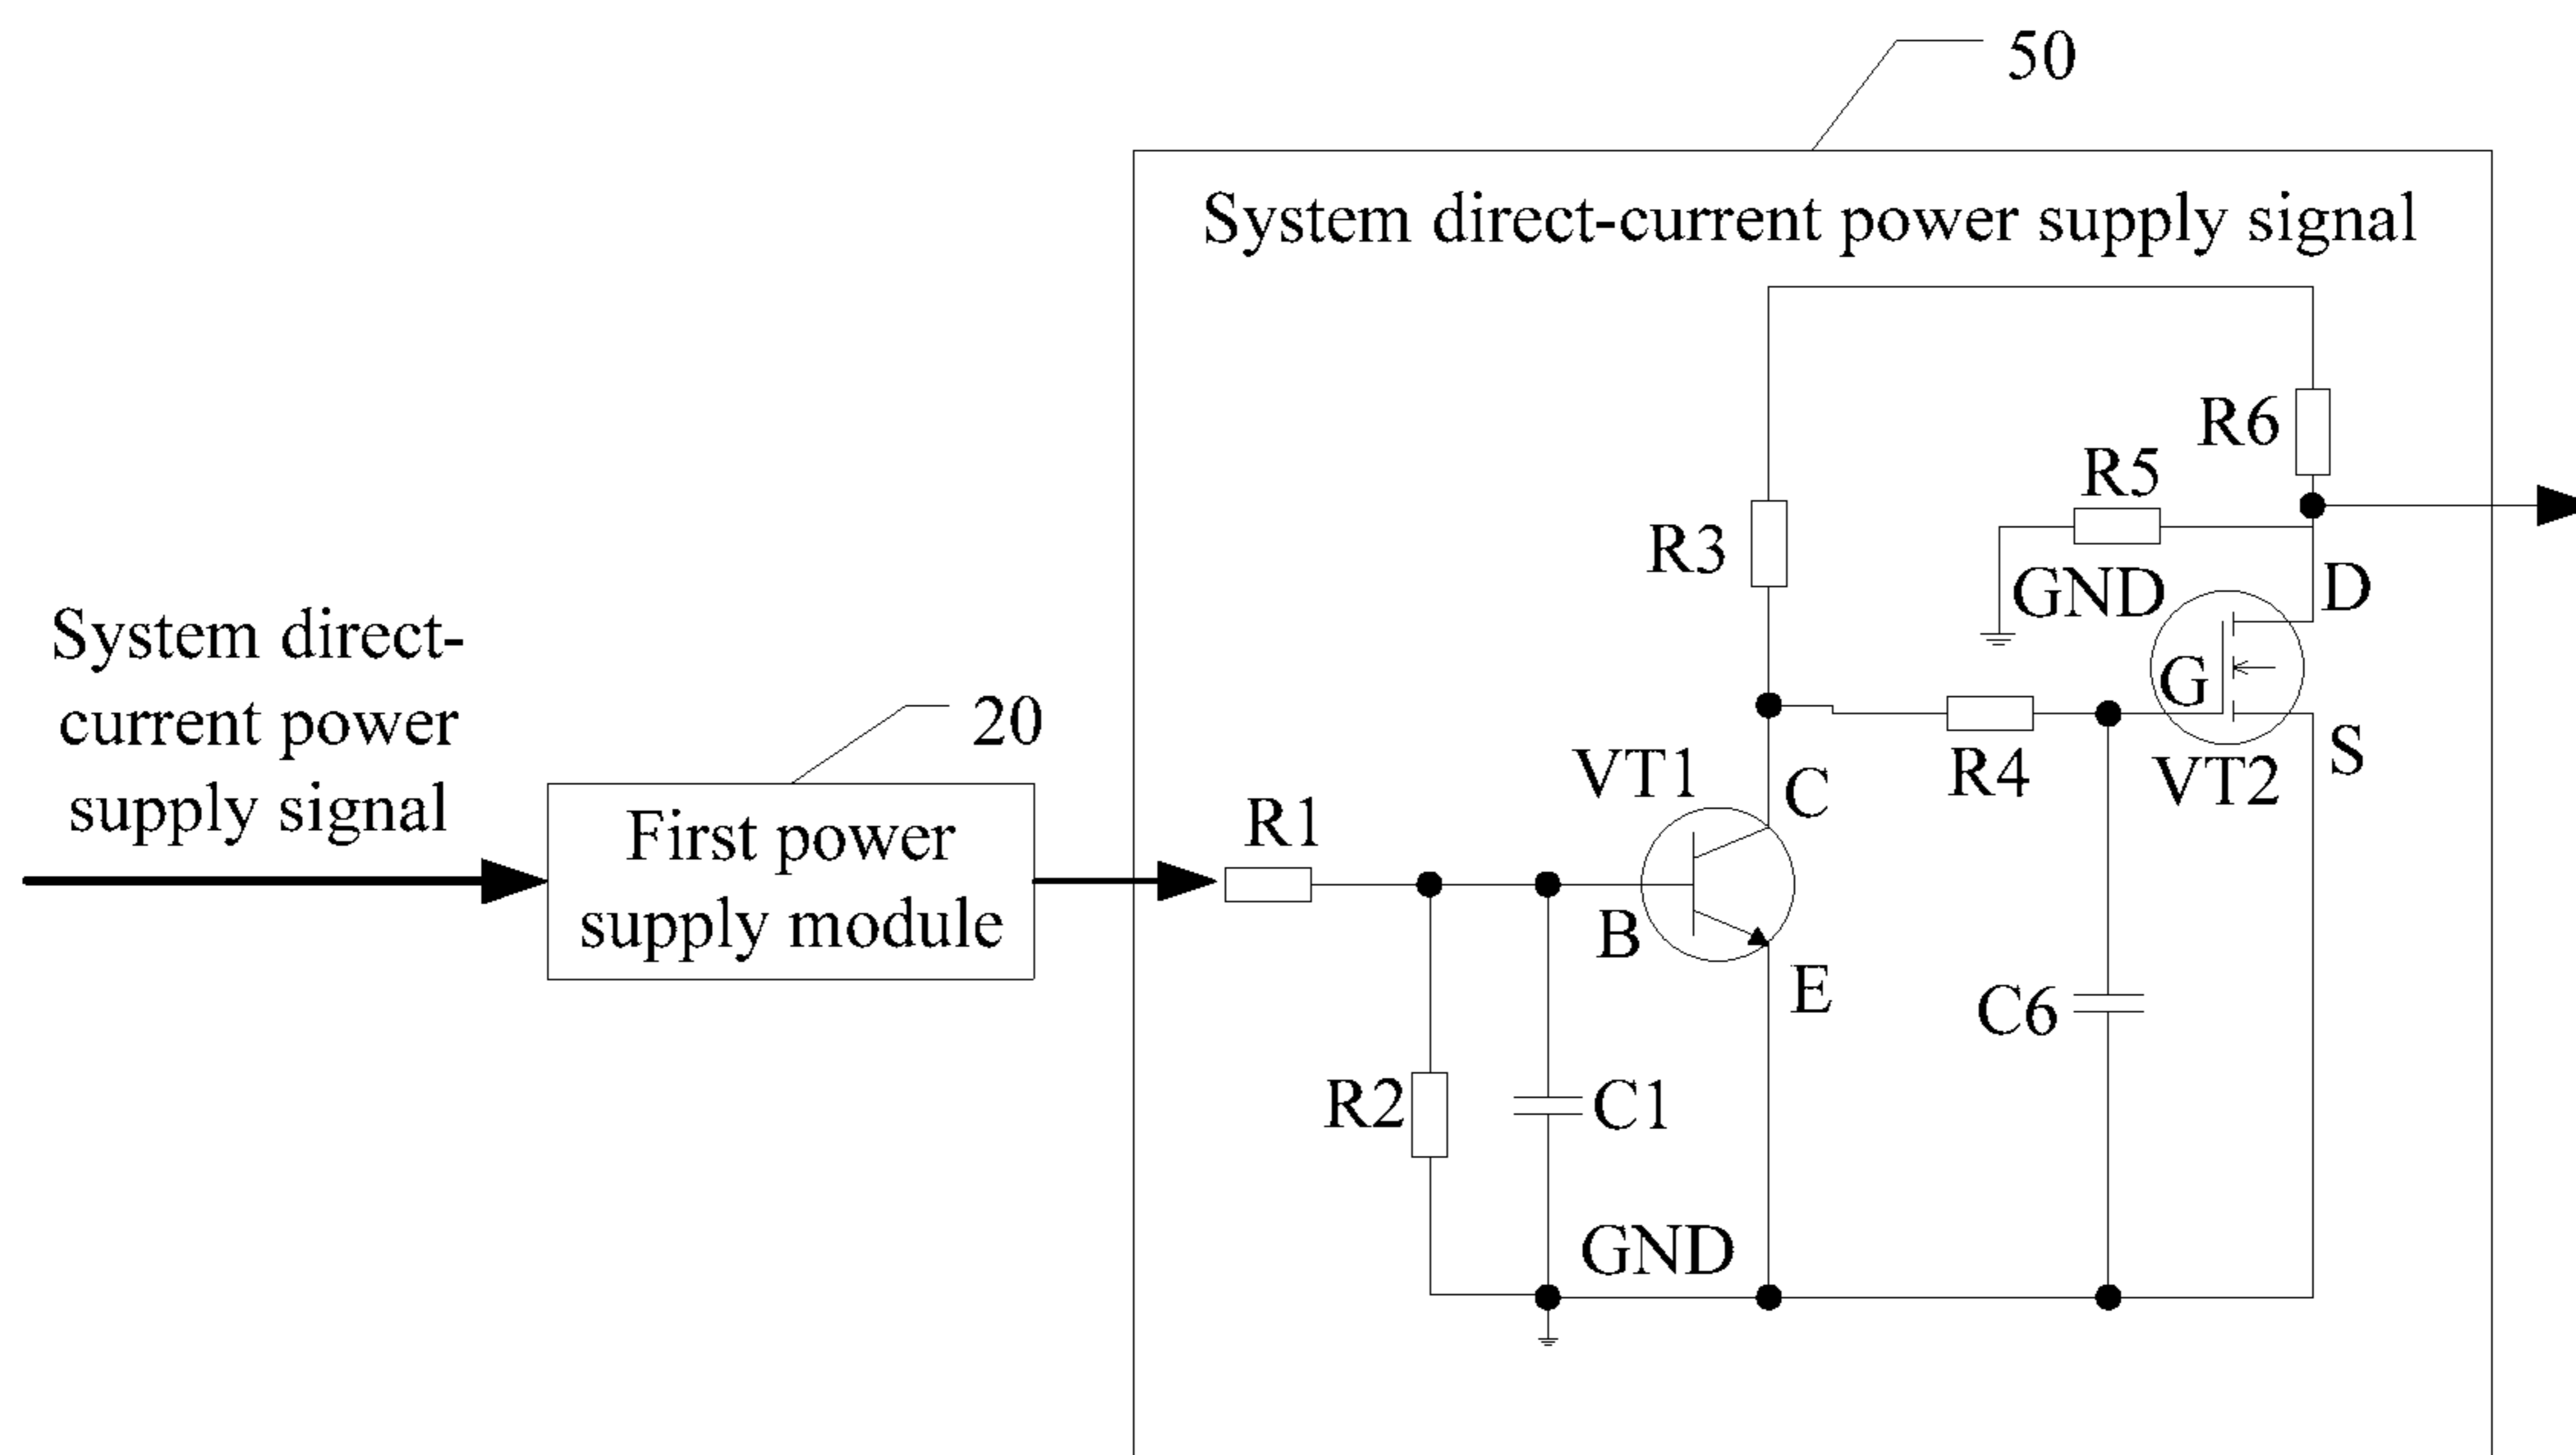 50
System direct-current power supply signal
R6
R5
R3
GND
D
System direct-
current power
supply signal
G
20
S
VT1
C
R4
VT2
R1
First power
supply module
B
E
C6
R2
C1
GND